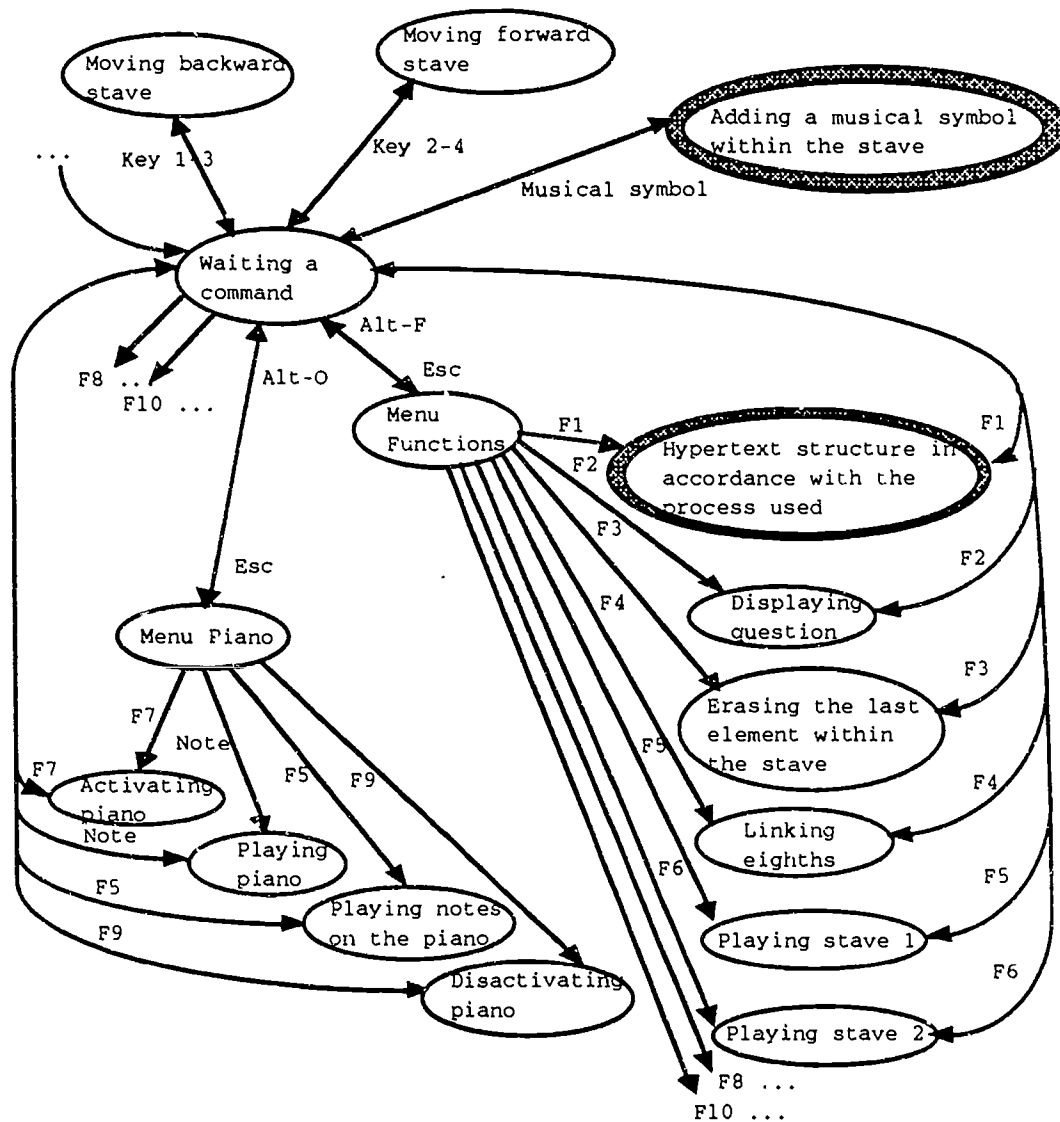 Moving backward
stave
Moving forward
stave
Adding a musical symbol
within the stave
...
Key 1-3
Key 2-4
Musical symbol
Waiting a
command
Alt-F
Esc
F8 ...
F10 ...
Alt-O
Esc
Menu
Functions
F1
F2
F3
F4
F5
F6
Hypertext structure in
accordance with the
process used
F1
F2
Displaying
question
F3
Erasing the last
element within
the stave
F4
Linking
eighths
F5
Playing stave 1
F6
Playing stave 2
F8 ...
F10 ...
Menu Piano
F7
Note
F5
F9
F7
Activating
piano
Note
Playing
piano
F5
Playing notes
on the piano
F9
Disactivating
piano